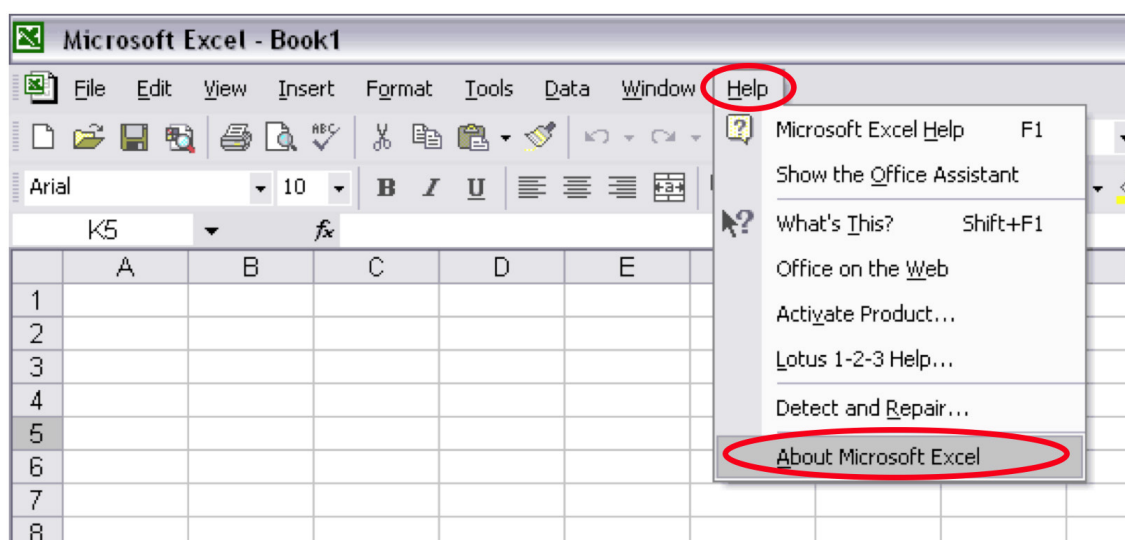 Microsoft Excel - Book1
File Edit View Insert Format Tools Data Window Help
ABC
Microsoft Excel Help F1
Show the Office Assistant
Arial 10 B I U
What's This? Shift+F1
K5 fx
Office on the Web
A B C D E
Activate Product...
1
2
Lotus 1-2-3 Help...
3
4
Detect and Repair...
5
About Microsoft Excel
6
7
8